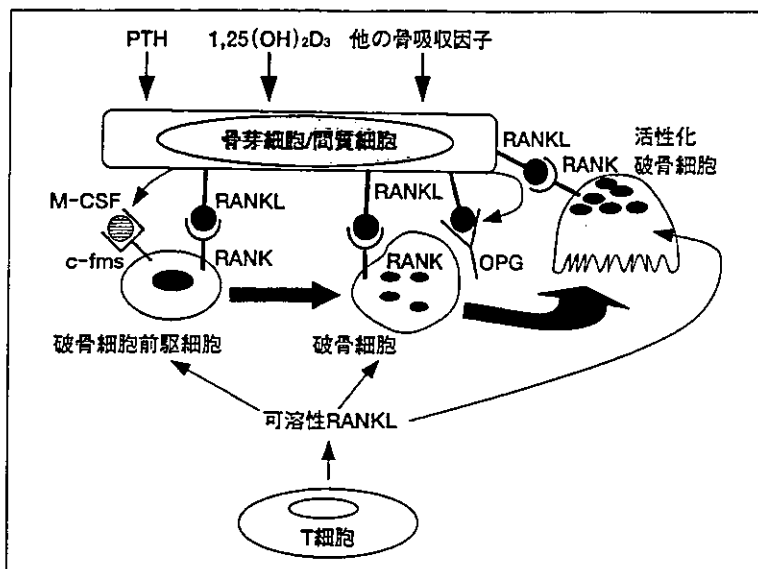 PTH
1,25(OH)₂D₃
他の骨吸収因子
骨芽細胞/間質細胞
RANKL
RANK
活性化
破骨細胞
M-CSF
RANKL
RANKL
c-fms
RANK
RANK
OPG
破骨細胞前駆細胞
破骨細胞
可溶性RANKL
T細胞